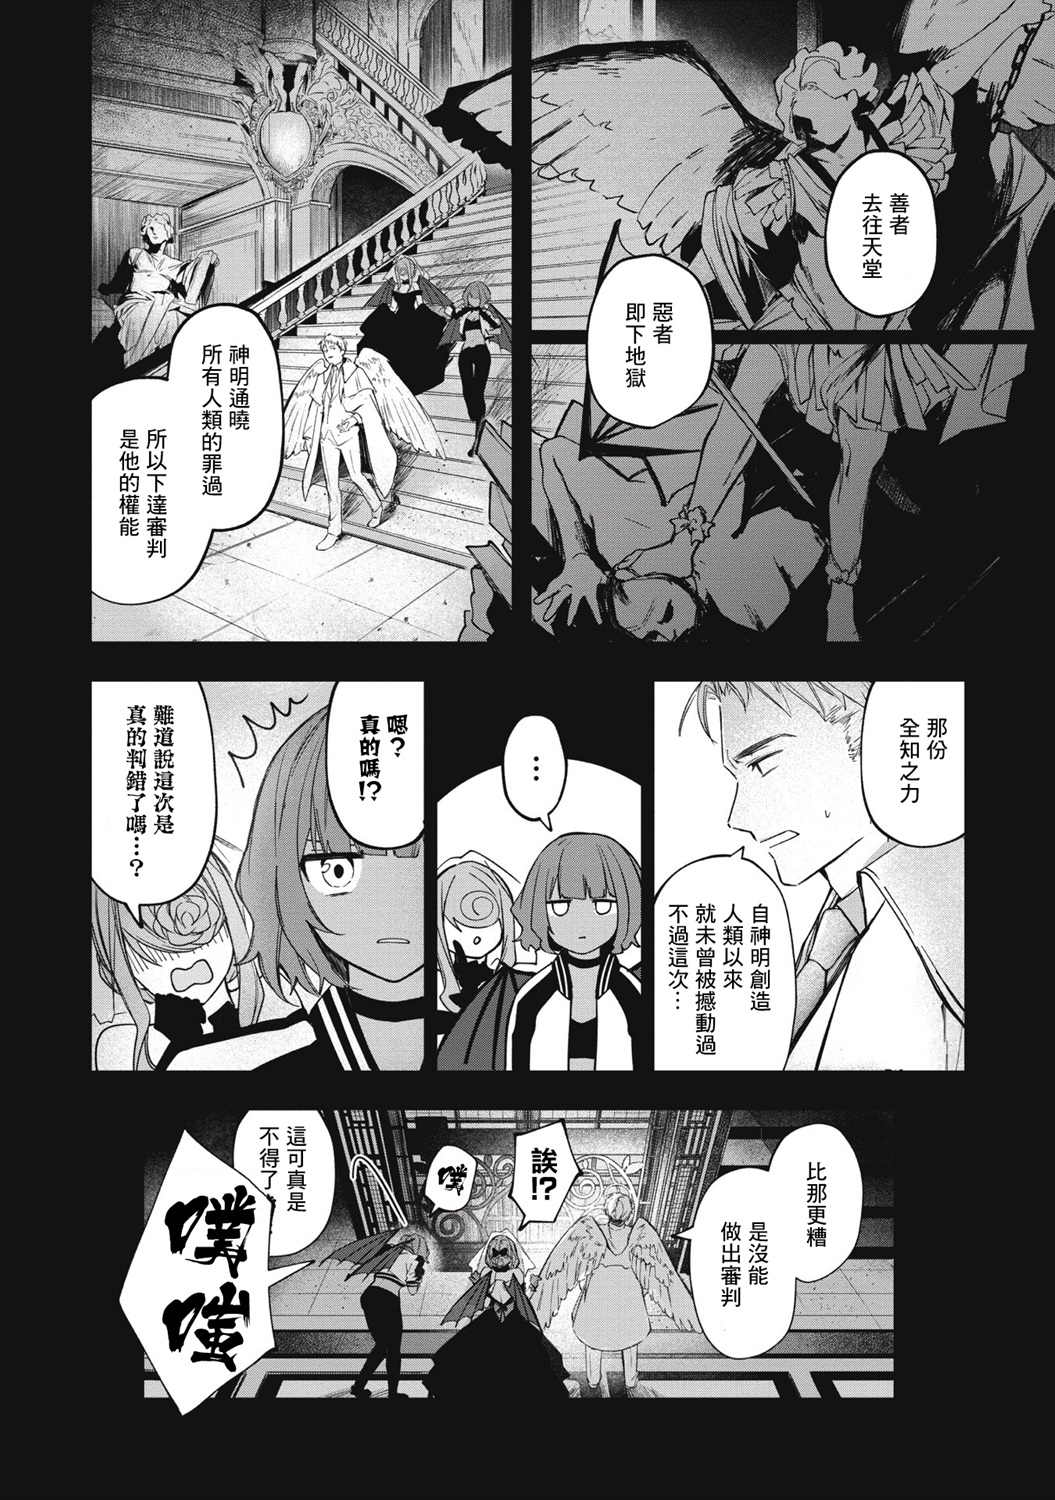 善者
去往天堂
惡者
即下地獄
神明通曉
所有人類的罪過
所以下達審判
是他的權能
那份
全知之力
自神明創造
人類以來
就未曾被撼動過
不過這次…
…
嗯？
真的嗎!?
難道說這次是
真的判錯了嗎…？
比那更糟
是沒能
做出審判
誒!?
噗
這可真是
不得了
噗
嗤